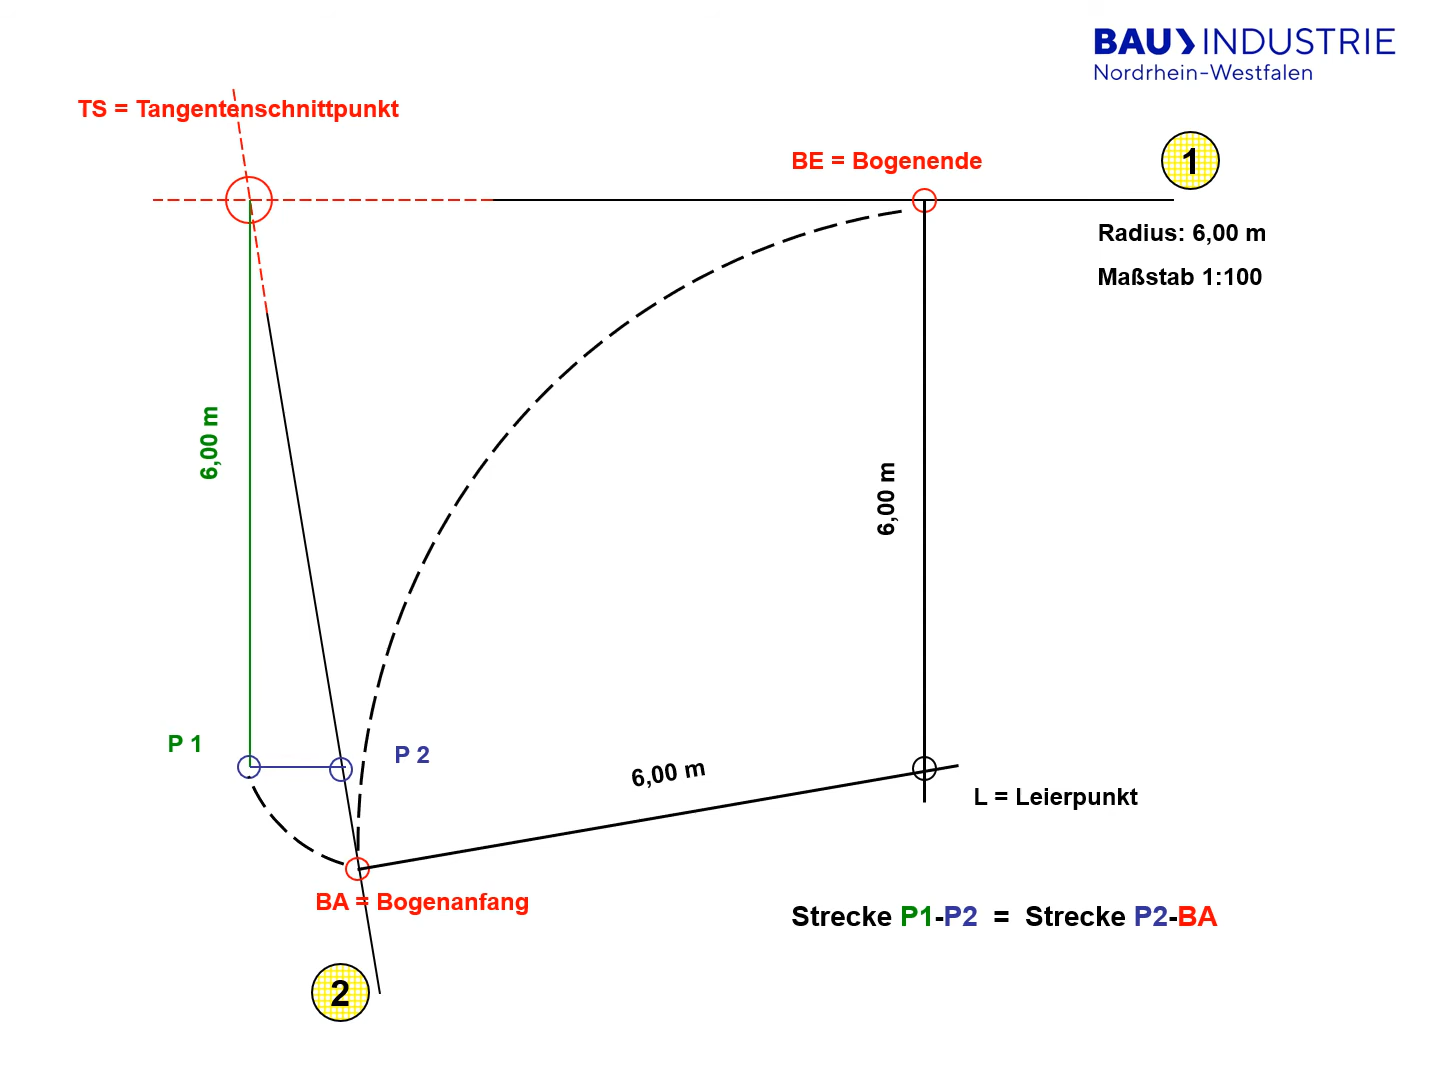 BAU INDUSTRIE
Nordrhein-Westfalen
TS = Tangentenschnittpunkt
BE = Bogenende
1
Radius: 6,00 m
Maßstab 1:100
6,00 m
6,00 m
P 1
P 2
6,00 m
L = Leierpunkt
BA = Bogenanfang
Strecke P1-P2 = Strecke P2-BA
2